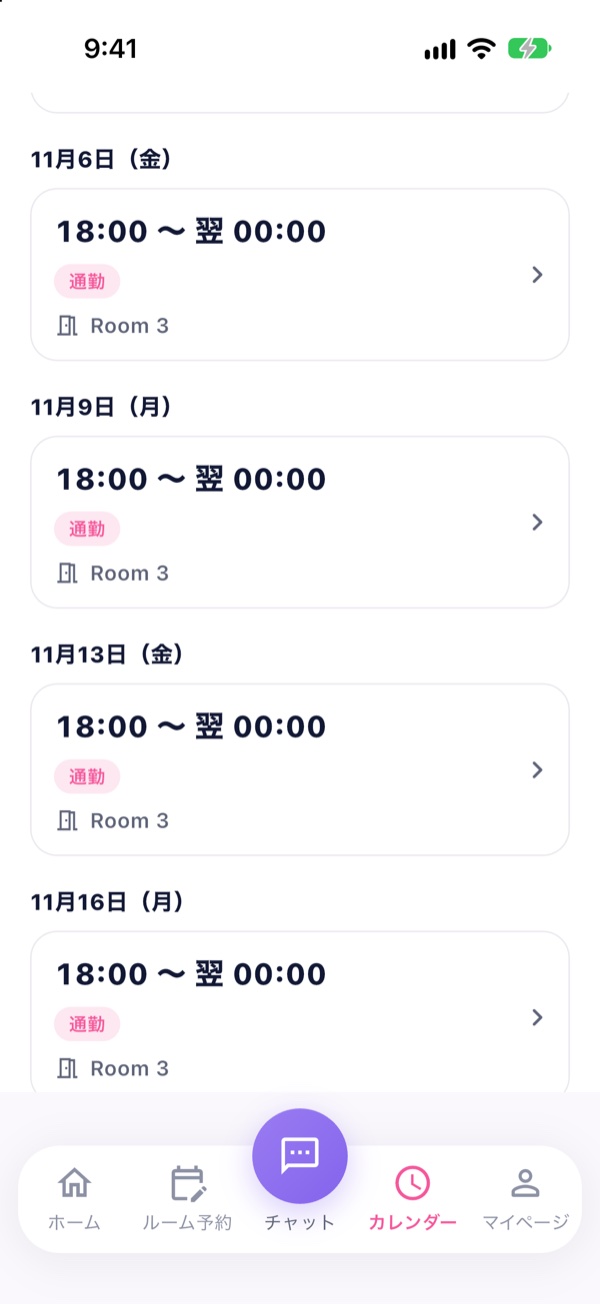 9:41
11月6日（金）
18:00 〜 翌 00:00
通勤
Room 3
11月9日（月）
18:00 〜 翌 00:00
通勤
Room 3
11月13日（金）
18:00 〜 翌 00:00
通勤
Room 3
11月16日（月）
18:00 〜 翌 00:00
通勤
Room 3
ホーム
ルーム予約
チャット
カレンダー
マイページ